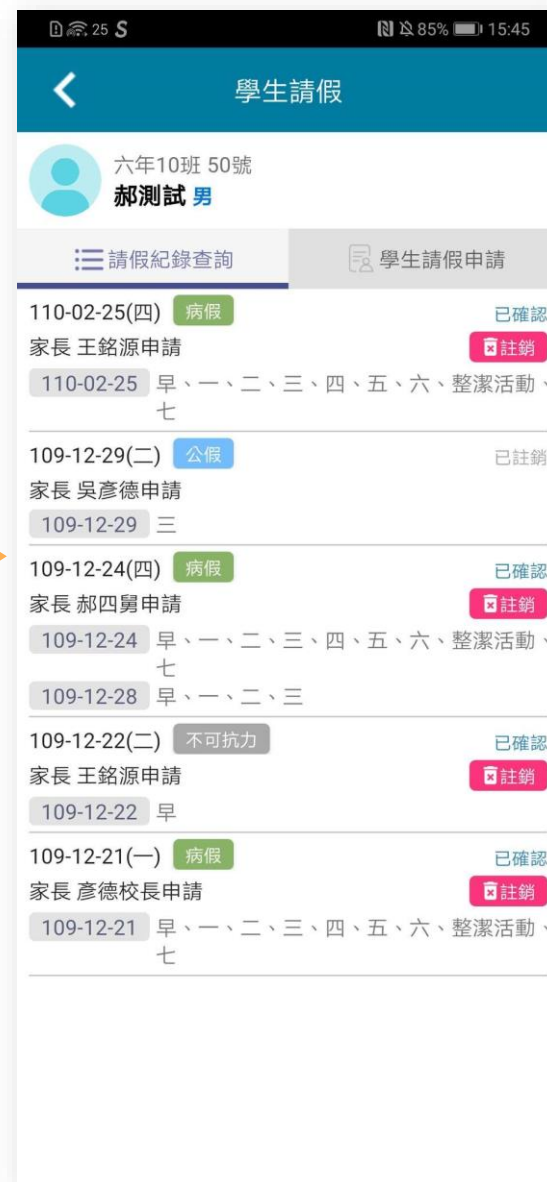 25 S 85% 15:45
學生請假
六年10班 50號
郝測試 男
請假紀錄查詢 學生請假申請
110-02-25(四) 病假 已確認
家長 王銘源申請 註銷
110-02-25 早、一、二、三、四、五、六、整潔活動、
七
109-12-29(二) 公假 已註銷
家長 吳彥德申請
109-12-29 三
109-12-24(四) 病假 已確認
家長 郝四舅申請 註銷
109-12-24 早、一、二、三、四、五、六、整潔活動、
七
109-12-28 早、一、二、三
109-12-22(二) 不可抗力 已確認
家長 王銘源申請 註銷
109-12-22 早
109-12-21(一) 病假 已確認
家長 彥德校長申請 註銷
109-12-21 早、一、二、三、四、五、六、整潔活動、
七